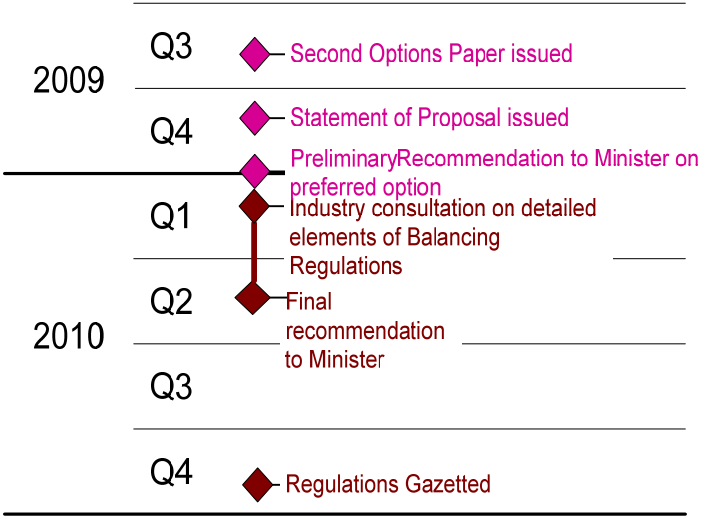 2009
Q3
Second Options Paper issued
Q4
Statement of Proposal issued
PreliminaryRecommendation to Minister on
preferred option
2010
Q1
Industry consultation on detailed
elements of Balancing
Regulations
Q2
Final
recommendation
to Minister
Q3
Q4
Regulations Gazetted